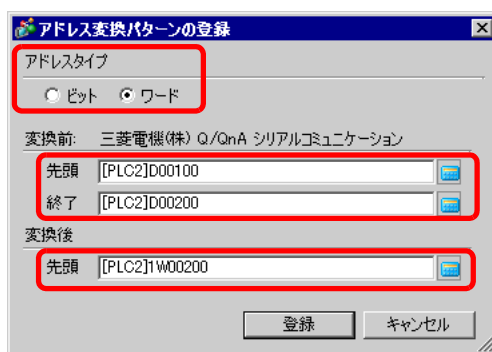 アドレス変換パターンの登録
アドレスタイプ
ビット ワード
変換前: 三菱電機(株) Q/QnA シリアルコミュニケーション
先頭 [PLC2]D00100
終了 [PLC2]D00200
変換後
先頭 [PLC2]1W00200
登録 キャンセル